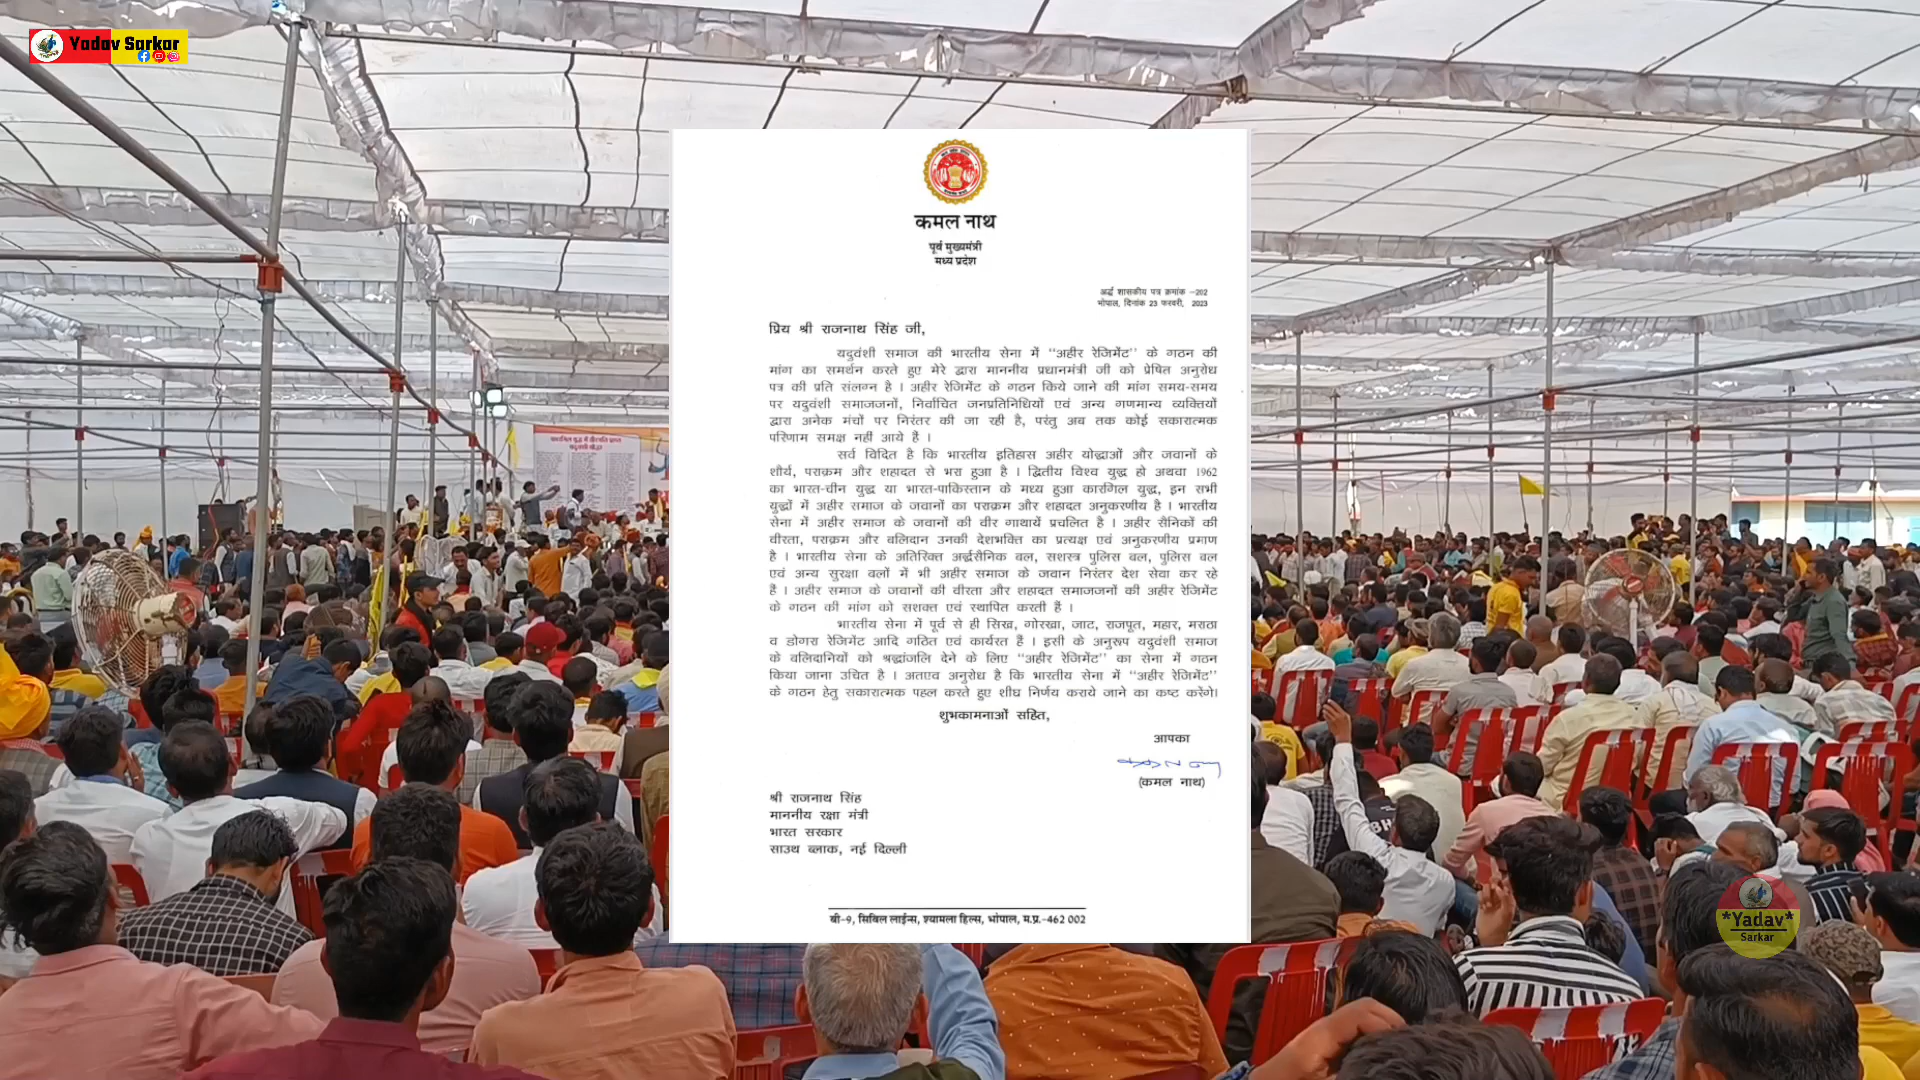 Yadav Sarkar
कमल नाथ
पूर्व मुख्यमंत्री
मध्य प्रदेश
अर्द्ध शासकीय पत्र क्रमांक -202
भोपाल, दिनांक 23 फरवरी, 2023
प्रिय श्री राजनाथ सिंह जी,
यदुवंशी समाज की भारतीय सेना में "अहीर रेजिमेंट" के गठन की
मांग का समर्थन करते हुए मेरे द्वारा माननीय प्रधानमंत्री जी को प्रेषित अनुरोध
पत्र की प्रति संलग्न है । अहीर रेजिमेंट के गठन किये जाने की मांग समय-समय
पर यदुवंशी समाजजनों, निर्वाचित जनप्रतिनिधियों एवं अन्य गणमान्य व्यक्तियों
द्वारा अनेक मंचों पर निरंतर की जा रही है, परंतु अब तक कोई सकारात्मक
परिणाम समक्ष नहीं आये है ।
सर्व विदित है कि भारतीय इतिहास अहीर योद्धाओं और जवानों के
शौर्य, पराक्रम और शहादत से भरा हुआ है । द्वितीय विश्व युद्ध हो अथवा 1962
का भारत-चीन युद्ध या भारत-पाकिस्तान के मध्य हुआ कारगिल युद्ध, इन सभी
युद्धों में अहीर समाज के जवानों का पराक्रम और शहादत अनुकरणीय है । भारतीय
सेना में अहीर समाज के जवानों की वीर गाथायें प्रचलित है । अहीर सैनिकों की
वीरता, पराक्रम और बलिदान उनकी देशभक्ति का प्रत्यक्ष एवं अनुकरणीय प्रमाण
है । भारतीय सेना के अतिरिक्त अर्द्धसैनिक बल, सशस्त्र पुलिस बल, पुलिस बल
एवं अन्य सुरक्षा बलों में भी अहीर समाज के जवान निरंतर देश सेवा कर रहे
हैं । अहीर समाज के जवानों की वीरता और शहादत समाजजनों की अहीर रेजिमेंट
के गठन की मांग को सशक्त एवं स्थापित करती हैं ।
भारतीय सेना में पूर्व से ही सिख, गोरखा, जाट, राजपूत, महार, मराठा
व डोगरा रेजिमेंट आदि गठित एवं कार्यरत हैं । इसी के अनुरूप यदुवंशी समाज
के बलिदानियों को श्रद्धांजलि देने के लिए "अहीर रेजिमेंट" का सेना में गठन
किया जाना उचित है । अतएव अनुरोध है कि भारतीय सेना में "अहीर रेजिमेंट"
के गठन हेतु सकारात्मक पहल करते हुए शीघ्र निर्णय कराये जाने का कष्ट करेंगे।
शुभकामनाओं सहित,
आपका
(कमल नाथ)
श्री राजनाथ सिंह
माननीय रक्षा मंत्री
भारत सरकार
साउथ ब्लाक, नई दिल्ली
बी-9, सिविल लाईन्स, श्यामला हिल्स, भोपाल, म.प्र.-462 002
*Yadav*
Sarkar